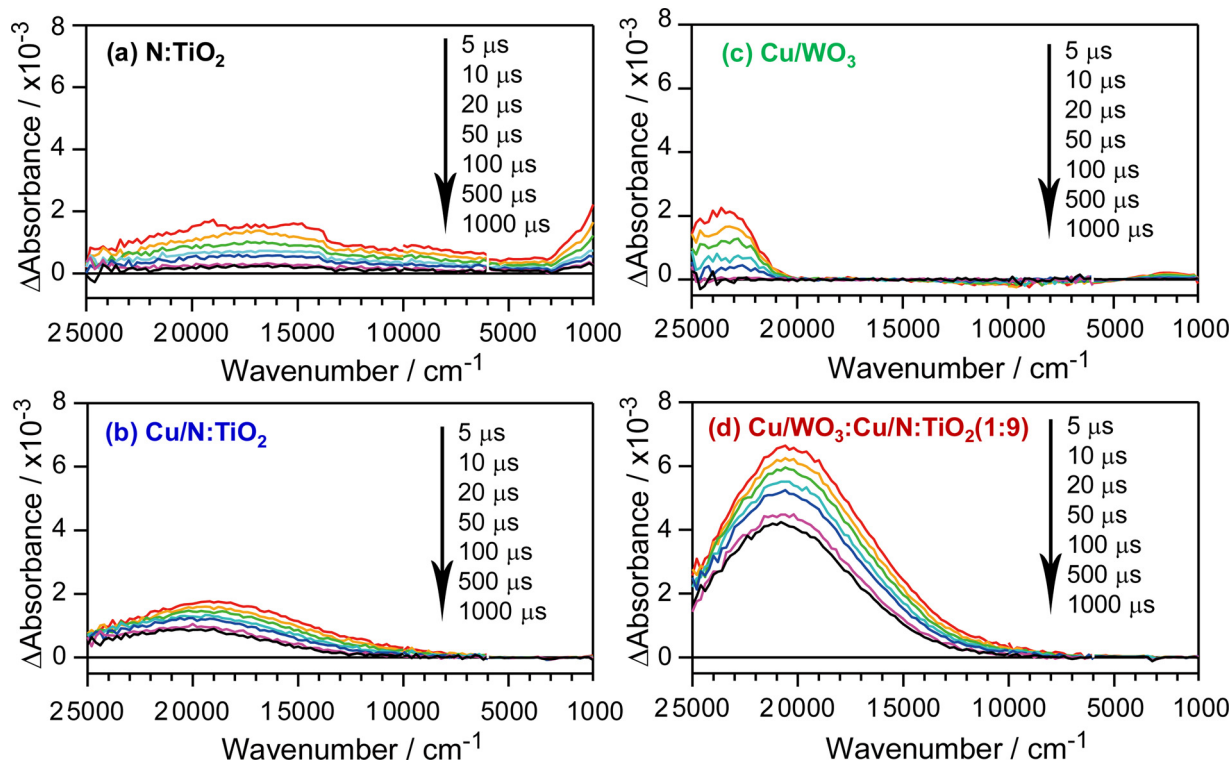 ΔAbsorbance / x10⁻³
8
6
4
2
0
(a) N:TiO₂
5 μs
10 μs
20 μs
50 μs
100 μs
500 μs
1000 μs
25000 20000 15000 10000 5000 1000
Wavenumber / cm⁻¹
ΔAbsorbance / x10⁻³
8
6
4
2
0
(c) Cu/WO₃
5 μs
10 μs
20 μs
50 μs
100 μs
500 μs
1000 μs
25000 20000 15000 10000 5000 1000
Wavenumber / cm⁻¹
ΔAbsorbance / x10⁻³
8
6
4
2
0
(b) Cu/N:TiO₂
5 μs
10 μs
20 μs
50 μs
100 μs
500 μs
1000 μs
25000 20000 15000 10000 5000 1000
Wavenumber / cm⁻¹
ΔAbsorbance / x10⁻³
8
6
4
2
0
(d) Cu/WO₃:Cu/N:TiO₂(1:9)
5 μs
10 μs
20 μs
50 μs
100 μs
500 μs
1000 μs
25000 20000 15000 10000 5000 1000
Wavenumber / cm⁻¹